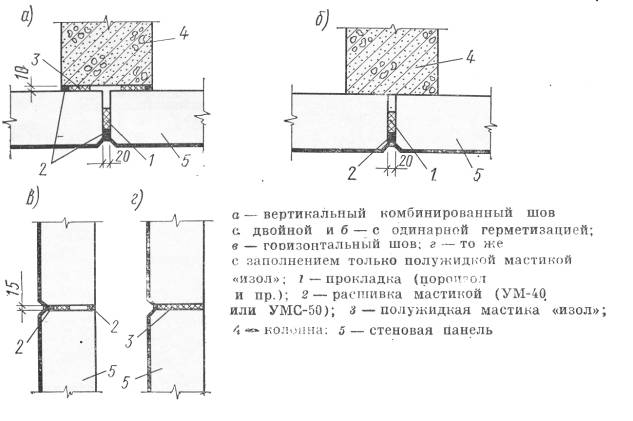 а)
б)
4
3
10
2
20
1
5
4
2
20
1
5
в)
г)
15
2
2
3
5
5
а — вертикальный комбинированный шов
с двойной и б — с одинарной герметизацией;
в — горизонтальный шов; г — то же
с заполнением только полужидкой мастикой
«изол»; 1 — прокладка (пороизол
и пр.); 2 — расшивка мастикой (УМ-40
или УМС-50); 3 — полужидкая мастика «изол»;
4 — колонна; 5 — стеновая панель